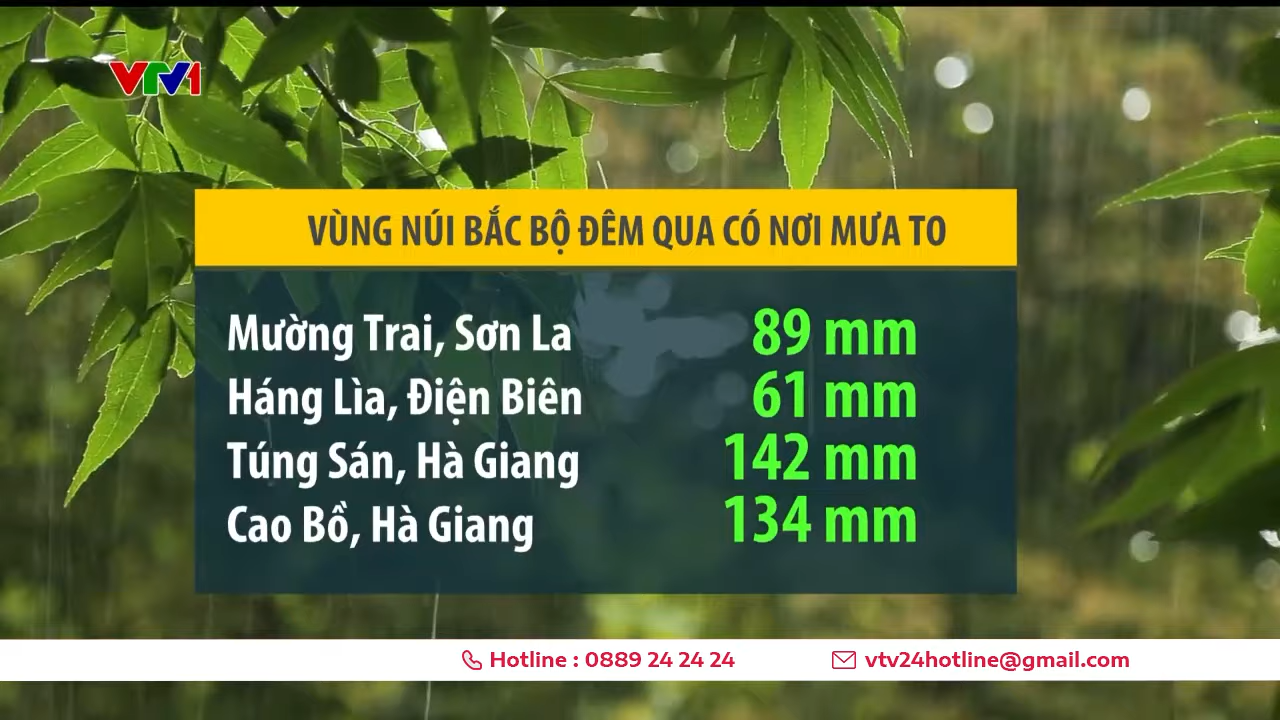 VTV1
VÙNG NÚI BẮC BỘ ĐÊM QUA CÓ NƠI MƯA TO
Mường Trai, Sơn La 89 mm
Háng Lìa, Điện Biên 61 mm
Túng Sán, Hà Giang 142 mm
Cao Bồ, Hà Giang 134 mm
Hotline : 0889 24 24 24 vtv24hotline@gmail.com